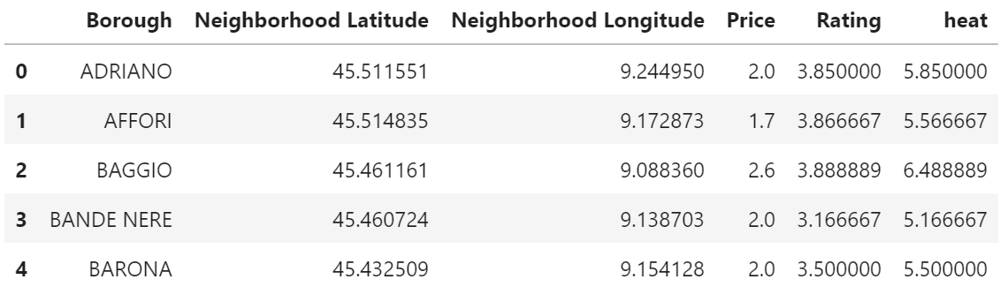 Borough Neighborhood Latitude Neighborhood Longitude Price Rating heat
0 ADRIANO 45.511551 9.244950 2.0 3.850000 5.850000
1 AFFORI 45.514835 9.172873 1.7 3.866667 5.566667
2 BAGGIO 45.461161 9.088360 2.6 3.888889 6.488889
3 BANDE NERE 45.460724 9.138703 2.0 3.166667 5.166667
4 BARONA 45.432509 9.154128 2.0 3.500000 5.500000